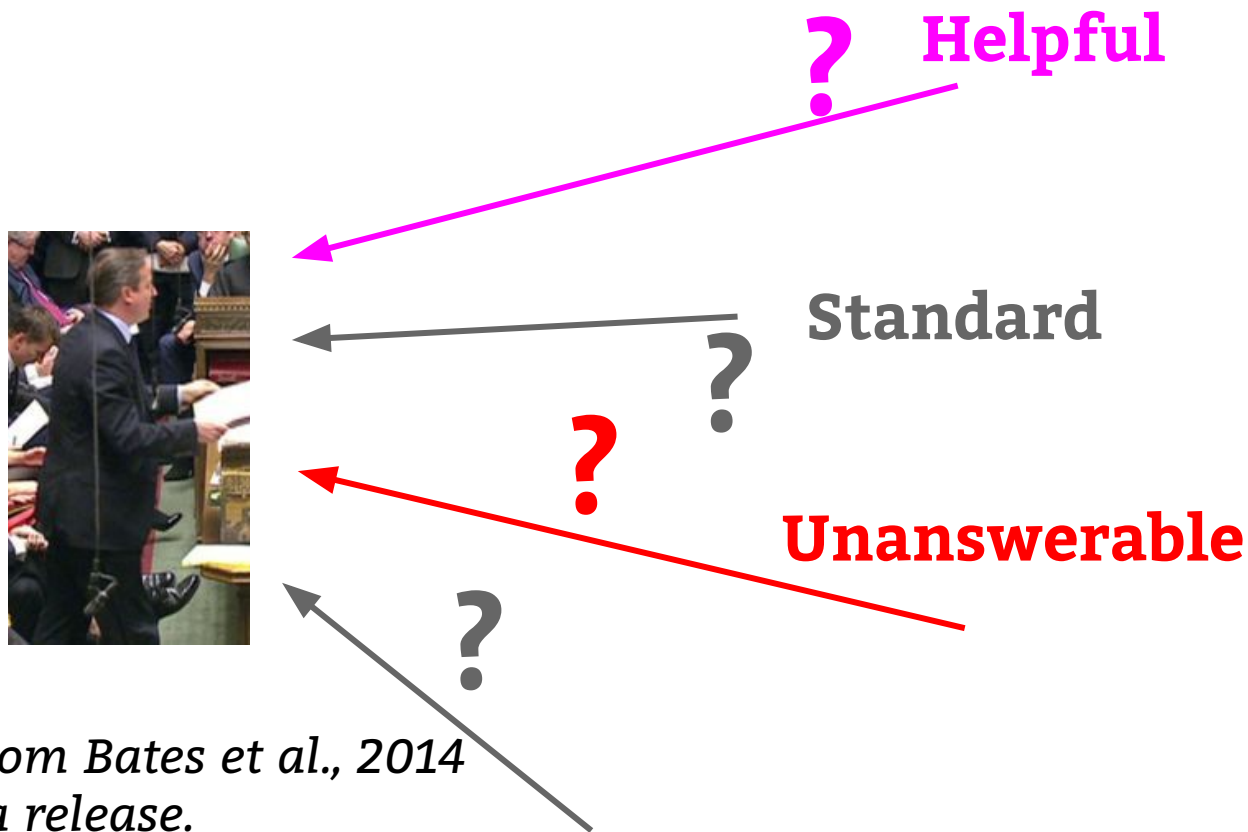 ? Helpful
Standard
?
?
Unanswerable
?
om Bates et al., 2014
release.